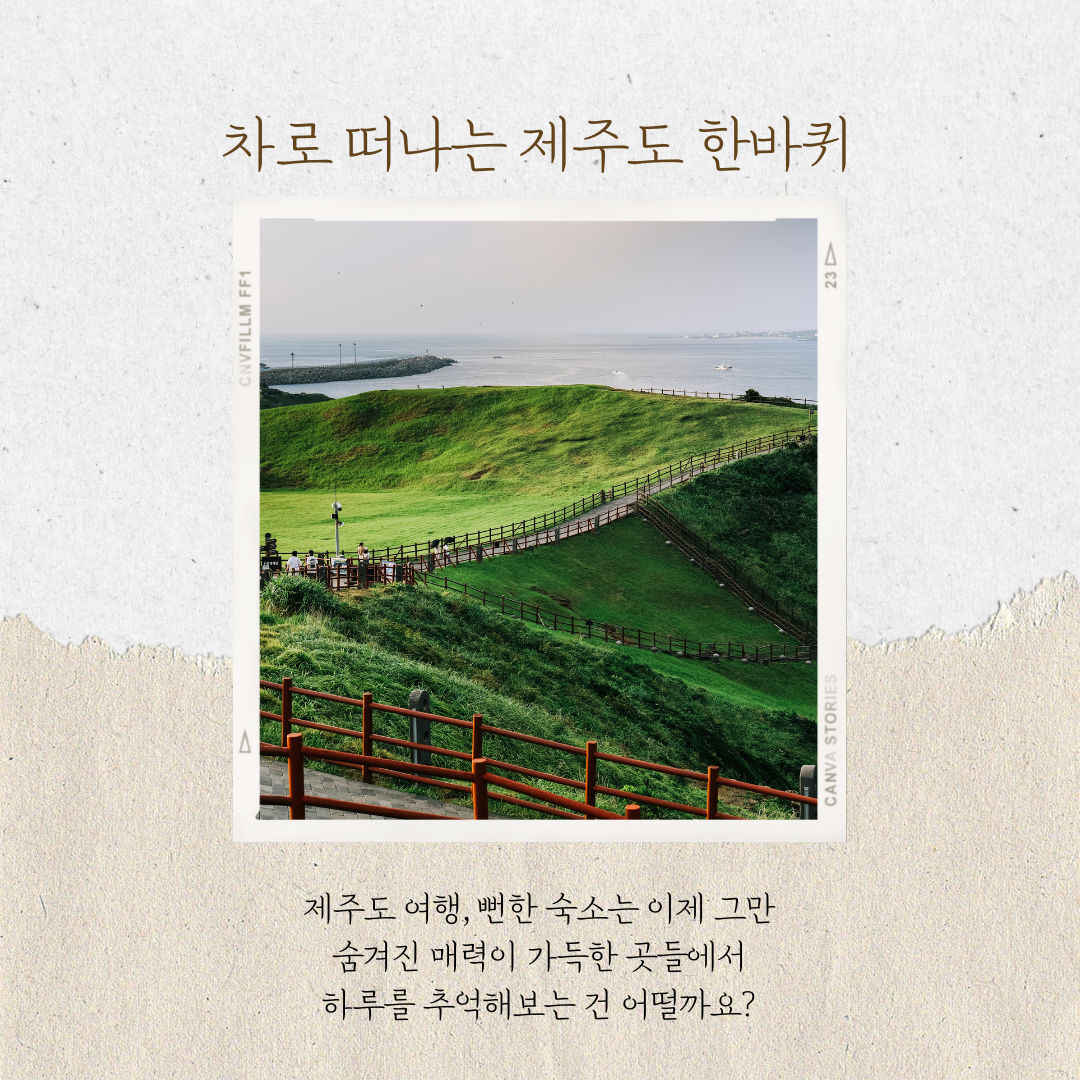 차로 떠나는 제주도 한바퀴
CNVFILLM FF1
23
CANVA STORIES
제주도 여행, 뻔한 숙소는 이제 그만
숨겨진 매력이 가득한 곳들에서
하루를 추억해보는 건 어떨까요?